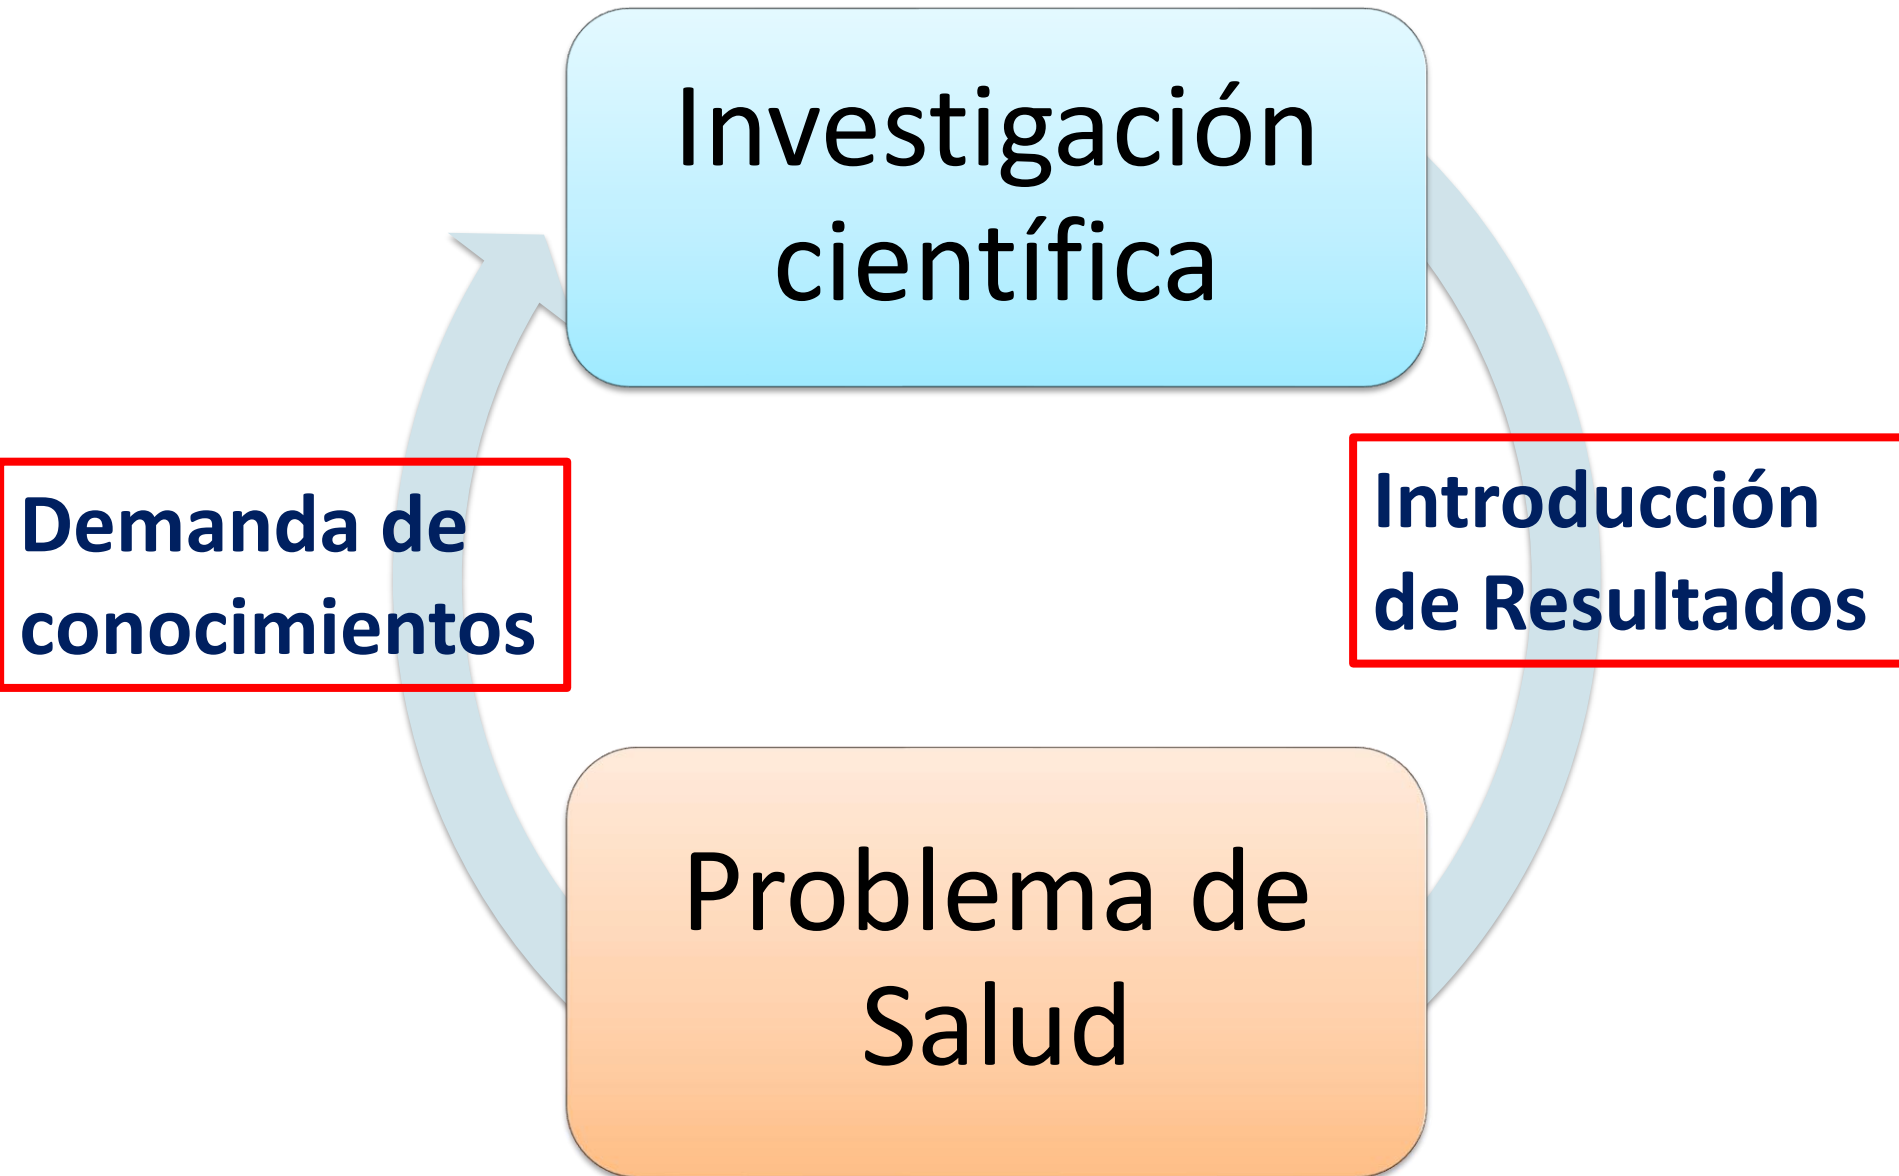 Investigación
científica
Demanda de
conocimientos
Introducción
de Resultados
Problema de
Salud